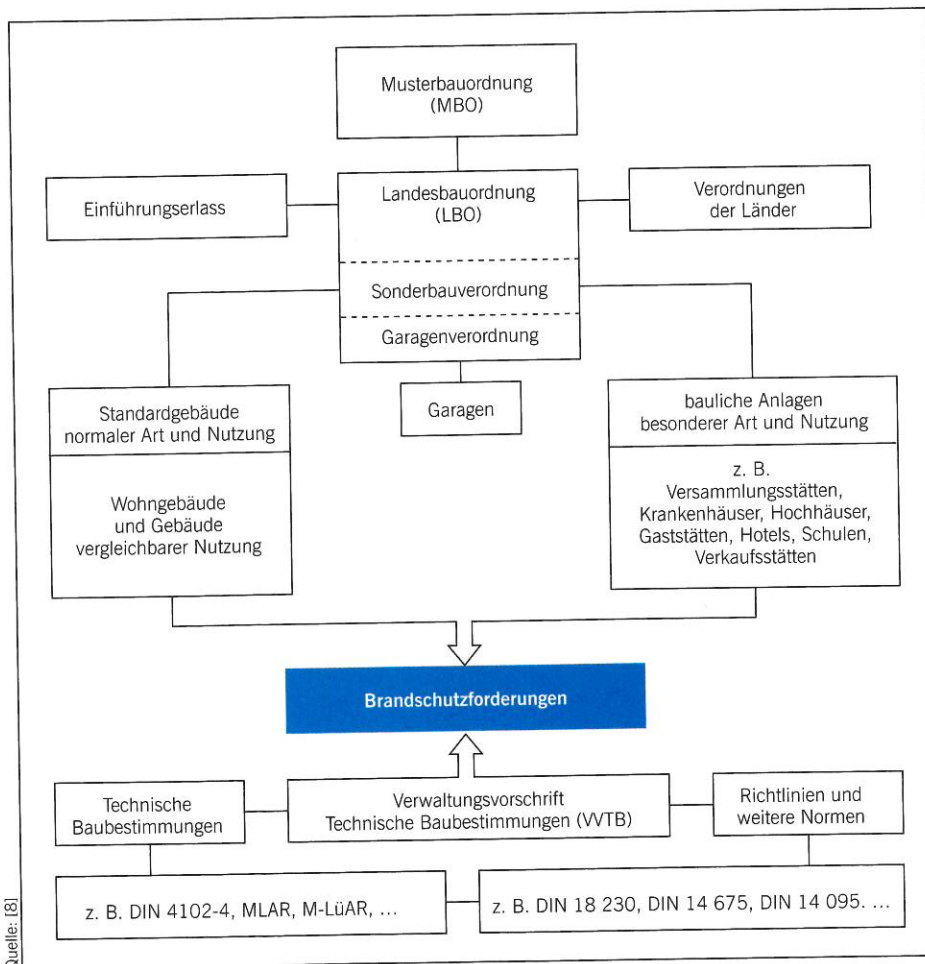 Musterbauordnung
(MBO)
Einführungserlass
Landesbauordnung
(LBO)
Verordnungen
der Länder
Sonderbauverordnung
Garagenverordnung
Garagen
Standardgebäude
normaler Art und Nutzung
Wohngebäude
und Gebäude
vergleichbarer Nutzung
bauliche Anlagen
besonderer Art und Nutzung
z. B.
Versammlungsstätten,
Krankenhäuser, Hochhäuser,
Gaststätten, Hotels, Schulen,
Verkaufsstätten
Brandschutzforderungen
Technische
Baubestimmungen
Verwaltungsvorschrift
Technische Baubestimmungen (VVTB)
Richtlinien und
weitere Normen
z. B. DIN 4102-4, MLAR, M-LüAR, ...
z. B. DIN 18 230, DIN 14 675, DIN 14 095. ...
Quelle: [8]